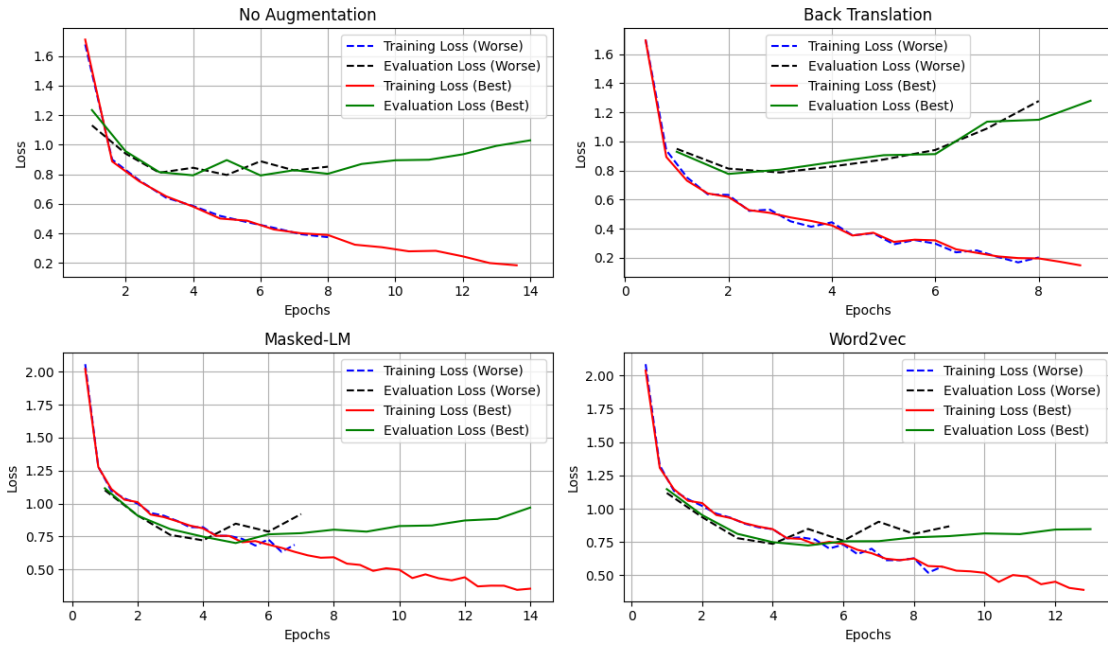 No Augmentation
Training Loss (Worse)
Evaluation Loss (Worse)
Training Loss (Best)
Evaluation Loss (Best)
Loss
1.6
1.4
1.2
1.0
0.8
0.6
0.4
0.2
2 4 6 8 10 12 14
Epochs
Back Translation
Training Loss (Worse)
Evaluation Loss (Worse)
Training Loss (Best)
Evaluation Loss (Best)
Loss
1.6
1.4
1.2
1.0
0.8
0.6
0.4
0.2
0 2 4 6 8
Epochs
Masked-LM
Training Loss (Worse)
Evaluation Loss (Worse)
Training Loss (Best)
Evaluation Loss (Best)
Loss
2.00
1.75
1.50
1.25
1.00
0.75
0.50
0 2 4 6 8 10 12 14
Epochs
Word2vec
Training Loss (Worse)
Evaluation Loss (Worse)
Training Loss (Best)
Evaluation Loss (Best)
Loss
2.00
1.75
1.50
1.25
1.00
0.75
0.50
0 2 4 6 8 10 12
Epochs